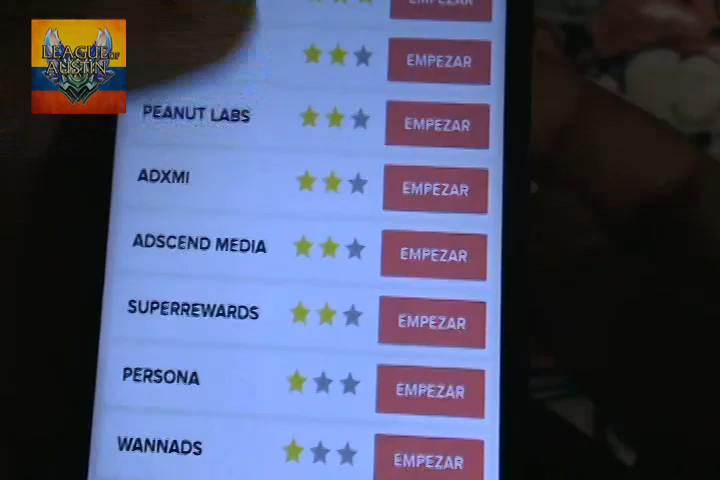 EMPEZAR
LEAGUE OF
AUSTIN
EMPEZAR
PEANUT LABS EMPEZAR
ADXMI EMPEZAR
ADSCEND MEDIA EMPEZAR
SUPERREWARDS EMPEZAR
PERSONA EMPEZAR
WANNADS EMPEZAR